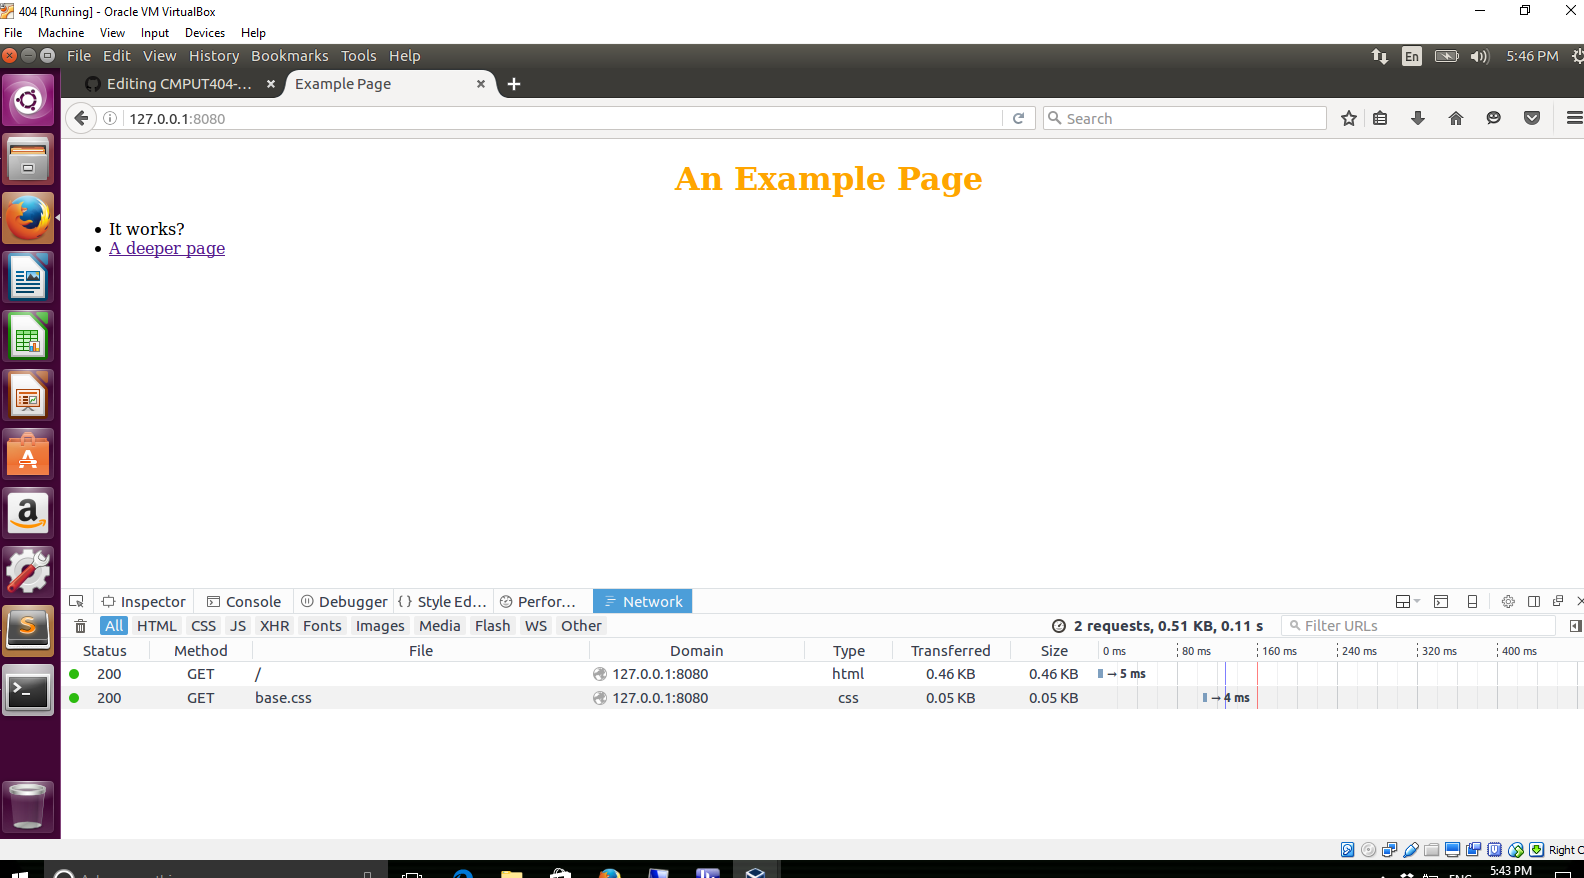 404 [Running] - Oracle VM VirtualBox
File Machine View Input Devices Help
File Edit View History Bookmarks Tools Help En 5:46 PM
Editing CMPUT404-... Example Page
127.0.0.1:8080 Search
An Example Page
It works?
A deeper page
Inspector Console Debugger Style Ed... Perfor... Network
All HTML CSS JS XHR Fonts Images Media Flash WS Other 2 requests, 0.51 KB, 0.11 s Filter URLs
Status Method File Domain Type Transferred Size 0 ms 80 ms 160 ms 240 ms 320 ms 400 ms
200 GET / 127.0.0.1:8080 html 0.46 KB 0.46 KB → 5 ms
200 GET base.css 127.0.0.1:8080 css 0.05 KB 0.05 KB → 4 ms
Right C
ENG 5:43 PM